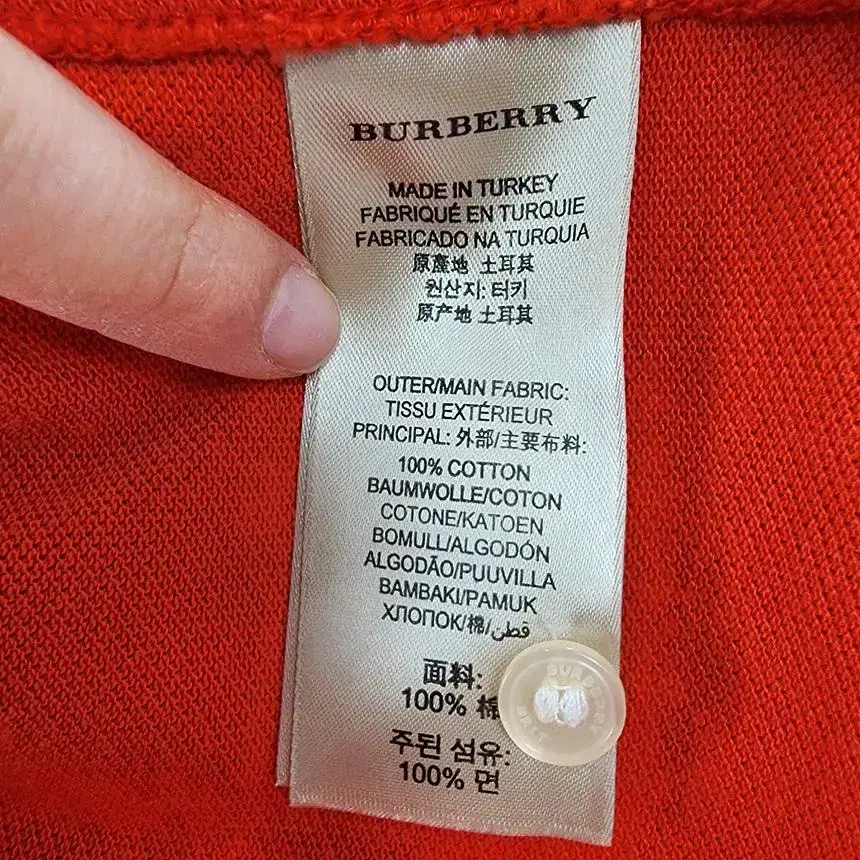 BURBERRY
MADE IN TURKEY
FABRIQUÉ EN TURQUIE
FABRICADO NA TURQUIA
原產地 土耳其
원산지: 터키
原产地 土耳其
OUTER/MAIN FABRIC:
TISSU EXTÉRIEUR
PRINCIPAL: 外部/主要布料:
100% COTTON
BAUMWOLLE/COTON
COTONE/KATOEN
BOMULL/ALGODÓN
ALGODÃO/PUUVILLA
BAMBAKI/PAMUK
ХЛОПОК/棉/قطن
面料:
100% 棉
주된 섬유:
100% 면
BURBERRY